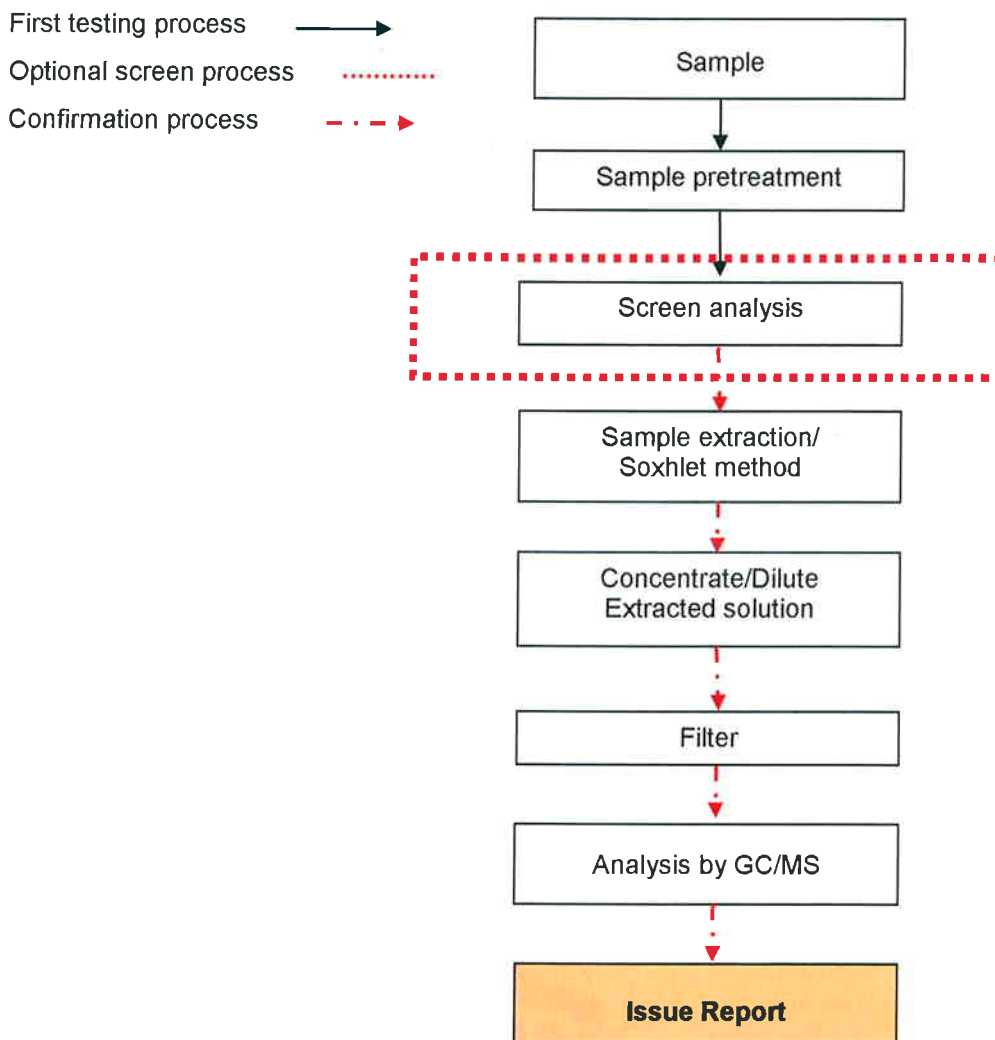 First testing process
Optional screen process
Confirmation process
Sample
Sample pretreatment
Screen analysis
Sample extraction/
Soxhlet method
Concentrate/Dilute
Extracted solution
Filter
Analysis by GC/MS
Issue Report